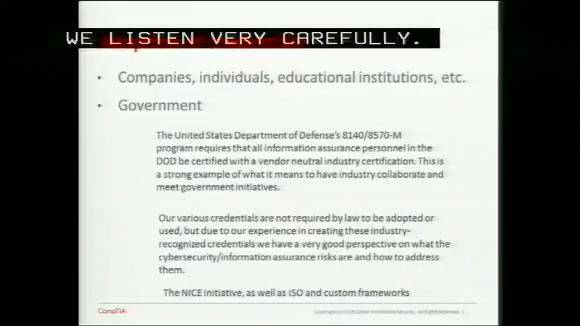 WE LISTEN VERY CAREFULLY.
• Companies, individuals, educational institutions, etc.
• Government
The United States Department of Defense's 8140/8570-M
program requires that all information assurance personnel in the
DOD be certified with a vendor neutral industry certification. This is
a strong example of what it means to have industry collaborate and
meet government initiatives.
Our various credentials are not required by law to be adopted or
used, but due to our experience in creating these industry-
recognized credentials we have a very good perspective on what the
cybersecurity/information assurance risks are and how to address
them.
The NICE initiative, as well as ISO and custom frameworks
CompTIA